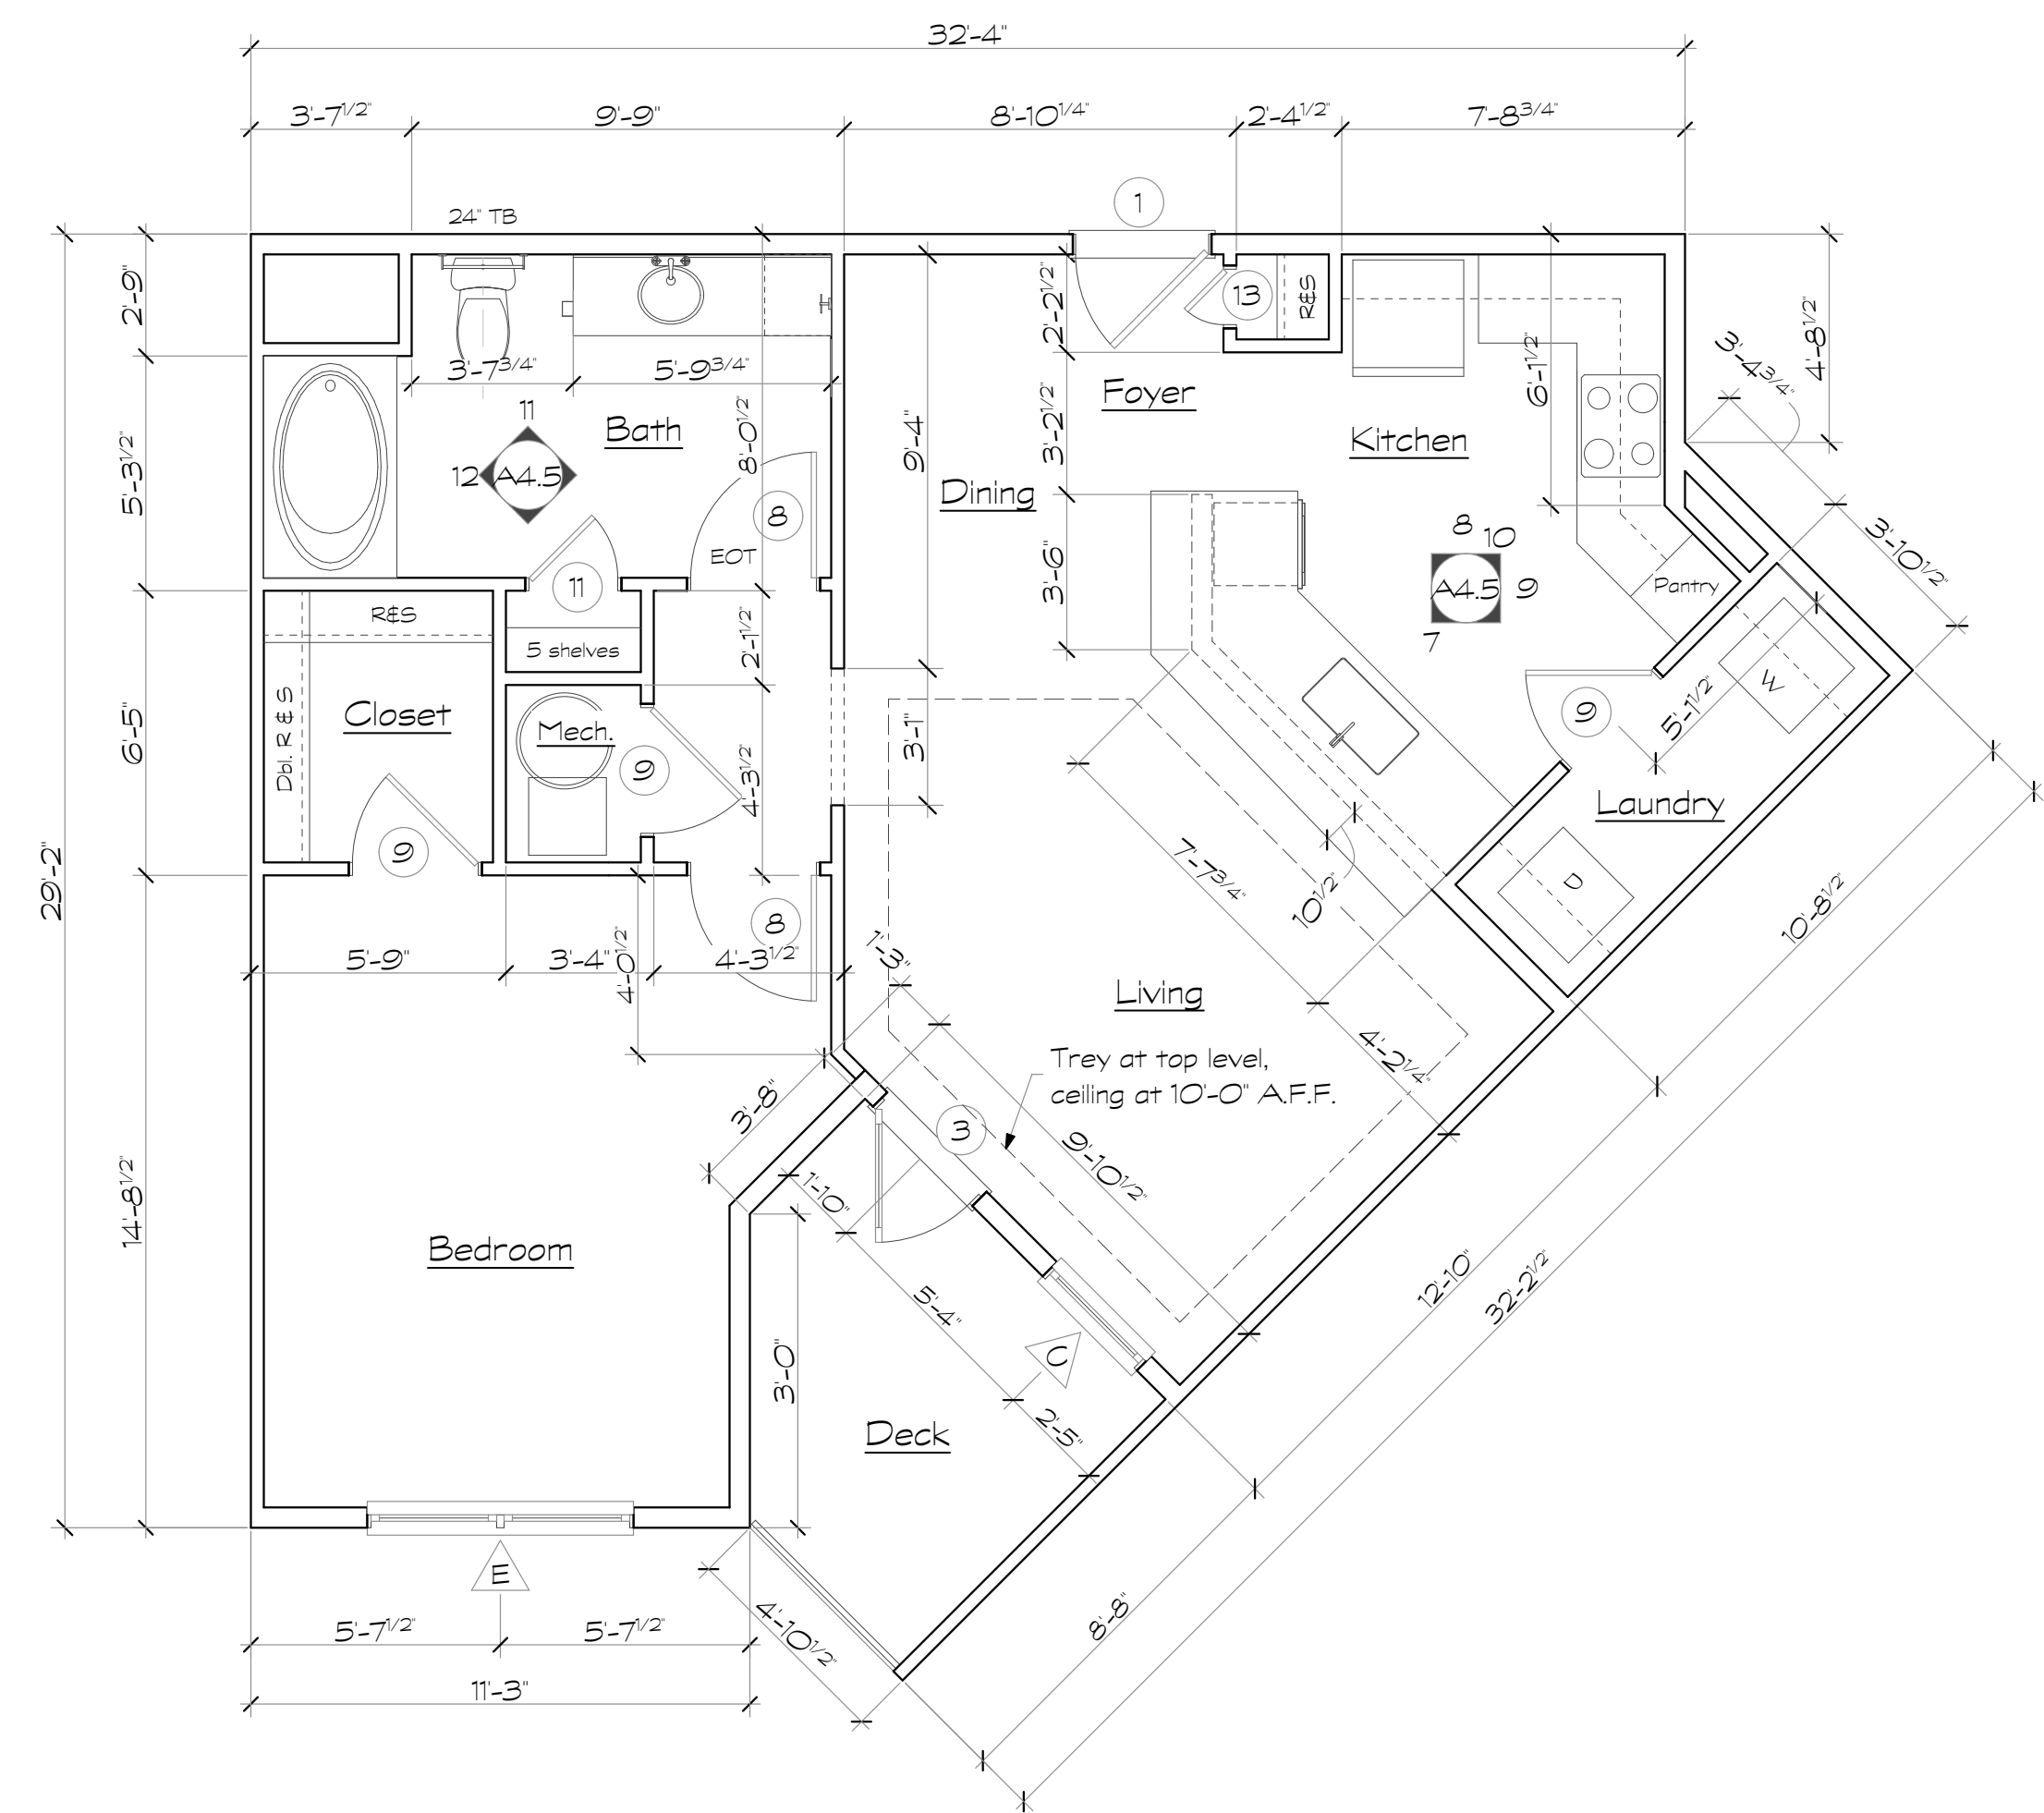 32'-4"
3'-7 1/2"
9'-9"
8'-10 1/4"
2'-4 1/2"
7'-8 3/4"
1
24" TB
2'-9"
13
R&S
2'-2 1/2"
3'-7 3/4"
5'-9 3/4"
6'-1 1/2"
4'-8 1/2"
3'-4 3/4"
Foyer
11
Bath
8'-0 1/2"
9'-4"
3'-2 1/2"
Kitchen
12
A4.5
5'-3 1/2"
Dining
8
8
10
3'-10 1/2"
EOT
11
3'-6"
A4.5
9
Pantry
7
R&S
5 shelves
2'-1 1/2"
W
Dbl. R & S
Closet
Mech.
6'-5"
9
4'-3 1/2"
3'-1"
9
5'-1 1/2"
Laundry
9
29'-2"
7'-7 3/4"
10 1/2"
D
10'-8 1/2"
8
5'-9"
3'-4"
4'-0 1/2"
4'-3 1/2"
1'-3"
Living
4'-2 1/4"
Trey at top level,
ceiling at 10'-0" A.F.F.
3'-8"
3
9'-10 1/2"
14'-8 1/2"
1'-10"
Bedroom
5'-4"
12'-10"
32'-2 1/2"
3'-0"
C
Deck
2'-5"
E
5'-7 1/2"
5'-7 1/2"
4'-10 1/2"
8'-8"
11'-3"